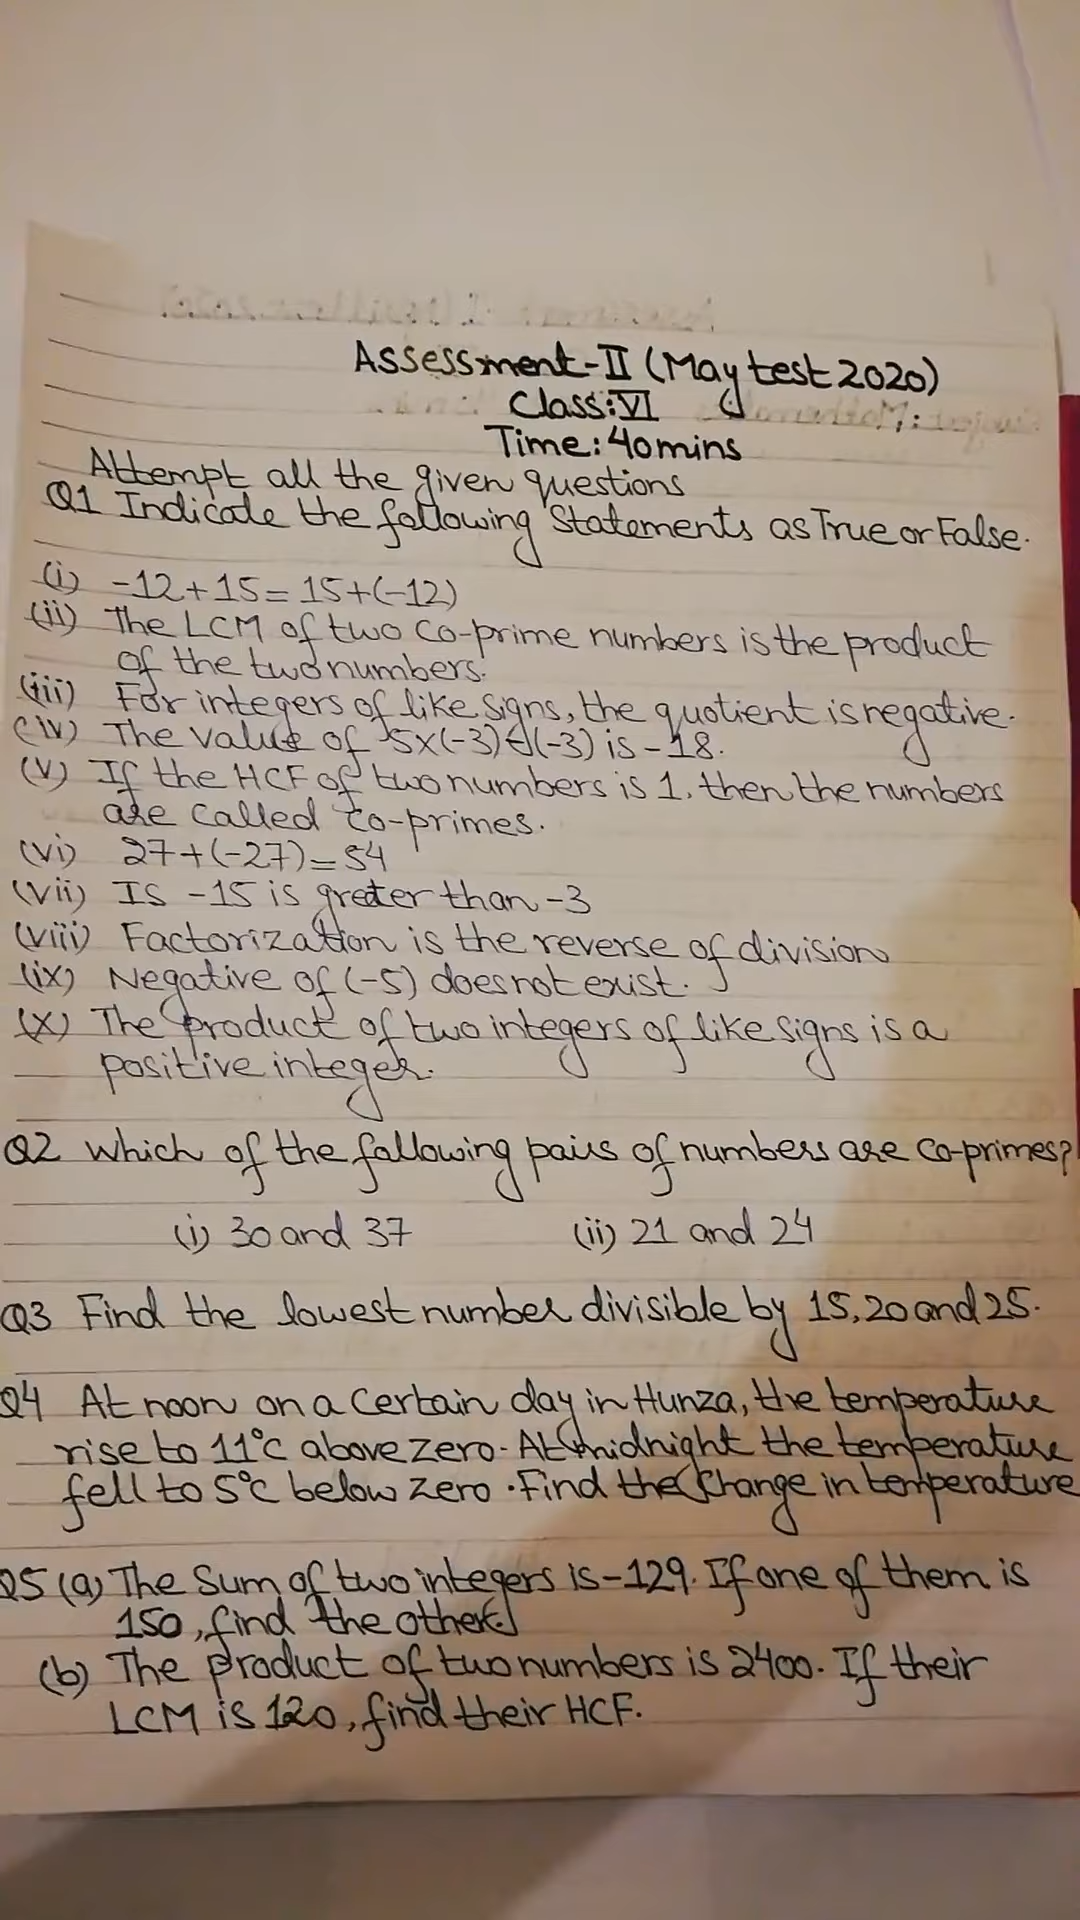 Assessment-II (May test 2020)
Class:VI
Time: 40mins
Attempt all the given questions
Q1 Indicate the following Statements as True or False.
(i) -12+15=15+(-12)
(ii) The LCM of two co-prime numbers is the product
of the two numbers.
(iii) For integers of like signs, the quotient is negative.
(iv) The value of 5x(-3) (-3) is -18.
(v) If the HCF of two numbers is 1, then the numbers
are called co-primes.
(vi) 27+(-27)=54
(vii) Is -15 is greter than -3
(viii) Factorization is the reverse of division
(ix) Negative of (-5) does not exist.
(x) The product of two integers of like signs is a
positive integer.
Q2 which of the following pairs of numbers are co-primes?
(i) 30 and 37 (ii) 21 and 24
Q3 Find the lowest number divisible by 15, 20 and 25.
Q4 At noon on a certain day in Hunza, the temperature
rise to 11°c above zero. At midnight the temperature
fell to 5°c below zero. Find the change in temperature
Q5 (a) The Sum of two integers is -129. If one of them is
150, find the other.
(b) The product of two numbers is 2400. If their
LCM is 120, find their HCF.